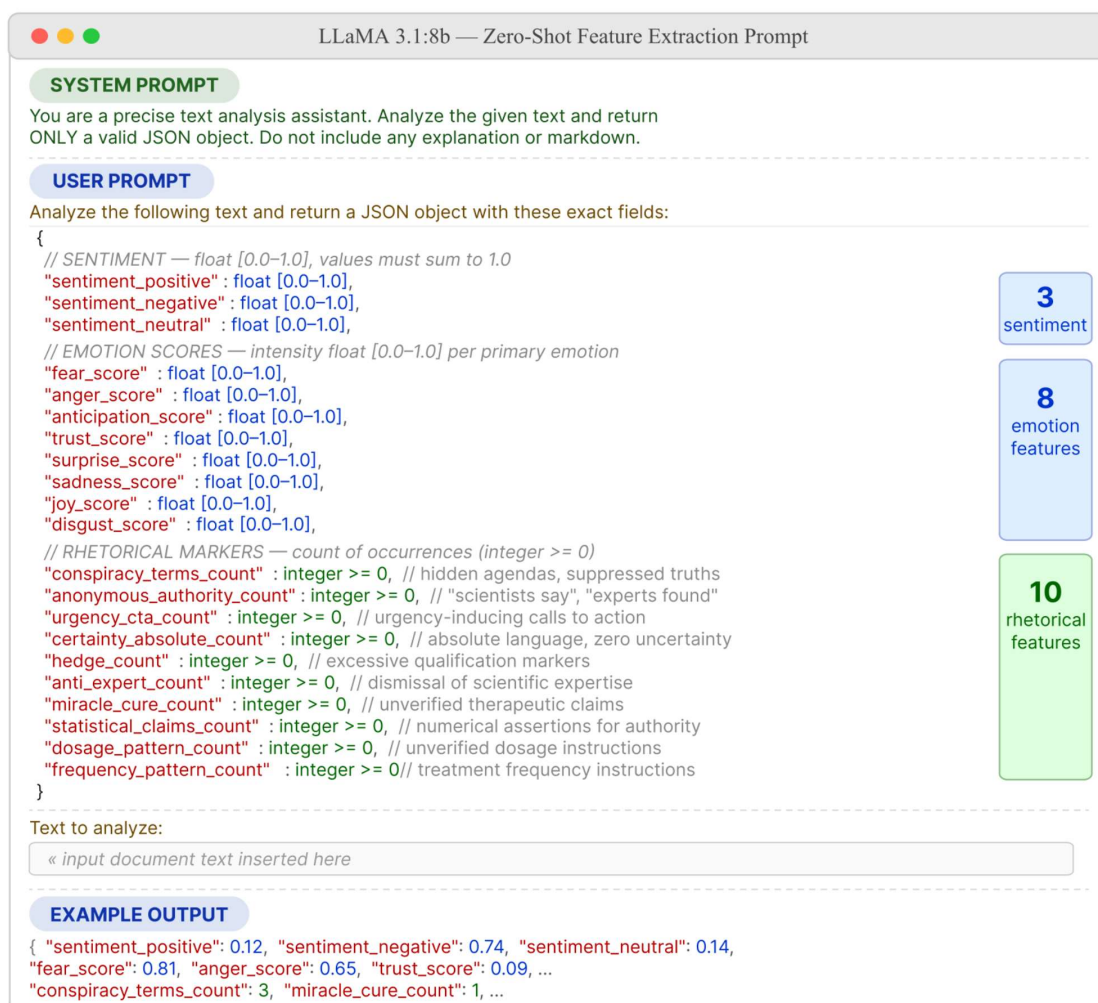 LLaMA 3.1:8b — Zero-Shot Feature Extraction Prompt
SYSTEM PROMPT
You are a precise text analysis assistant. Analyze the given text and return
ONLY a valid JSON object. Do not include any explanation or markdown.
USER PROMPT
Analyze the following text and return a JSON object with these exact fields:
{
// SENTIMENT — float [0.0–1.0], values must sum to 1.0
"sentiment_positive" : float [0.0–1.0],
"sentiment_negative" : float [0.0–1.0],
"sentiment_neutral" : float [0.0–1.0],
3
sentiment
// EMOTION SCORES — intensity float [0.0–1.0] per primary emotion
"fear_score" : float [0.0–1.0],
"anger_score" : float [0.0–1.0],
"anticipation_score" : float [0.0–1.0],
"trust_score" : float [0.0–1.0],
"surprise_score" : float [0.0–1.0],
"sadness_score" : float [0.0–1.0],
"joy_score" : float [0.0–1.0],
"disgust_score" : float [0.0–1.0],
8
emotion
features
// RHETORICAL MARKERS — count of occurrences (integer >= 0)
"conspiracy_terms_count" : integer >= 0, // hidden agendas, suppressed truths
"anonymous_authority_count" : integer >= 0, // "scientists say", "experts found"
"urgency_cta_count" : integer >= 0, // urgency-inducing calls to action
"certainty_absolute_count" : integer >= 0, // absolute language, zero uncertainty
"hedge_count" : integer >= 0, // excessive qualification markers
"anti_expert_count" : integer >= 0, // dismissal of scientific expertise
"miracle_cure_count" : integer >= 0, // unverified therapeutic claims
"statistical_claims_count" : integer >= 0, // numerical assertions for authority
"dosage_pattern_count" : integer >= 0, // unverified dosage instructions
"frequency_pattern_count" : integer >= 0// treatment frequency instructions
10
rhetorical
features
}
Text to analyze:
« input document text inserted here
EXAMPLE OUTPUT
{ "sentiment_positive": 0.12, "sentiment_negative": 0.74, "sentiment_neutral": 0.14,
"fear_score": 0.81, "anger_score": 0.65, "trust_score": 0.09, ...
"conspiracy_terms_count": 3, "miracle_cure_count": 1, ...